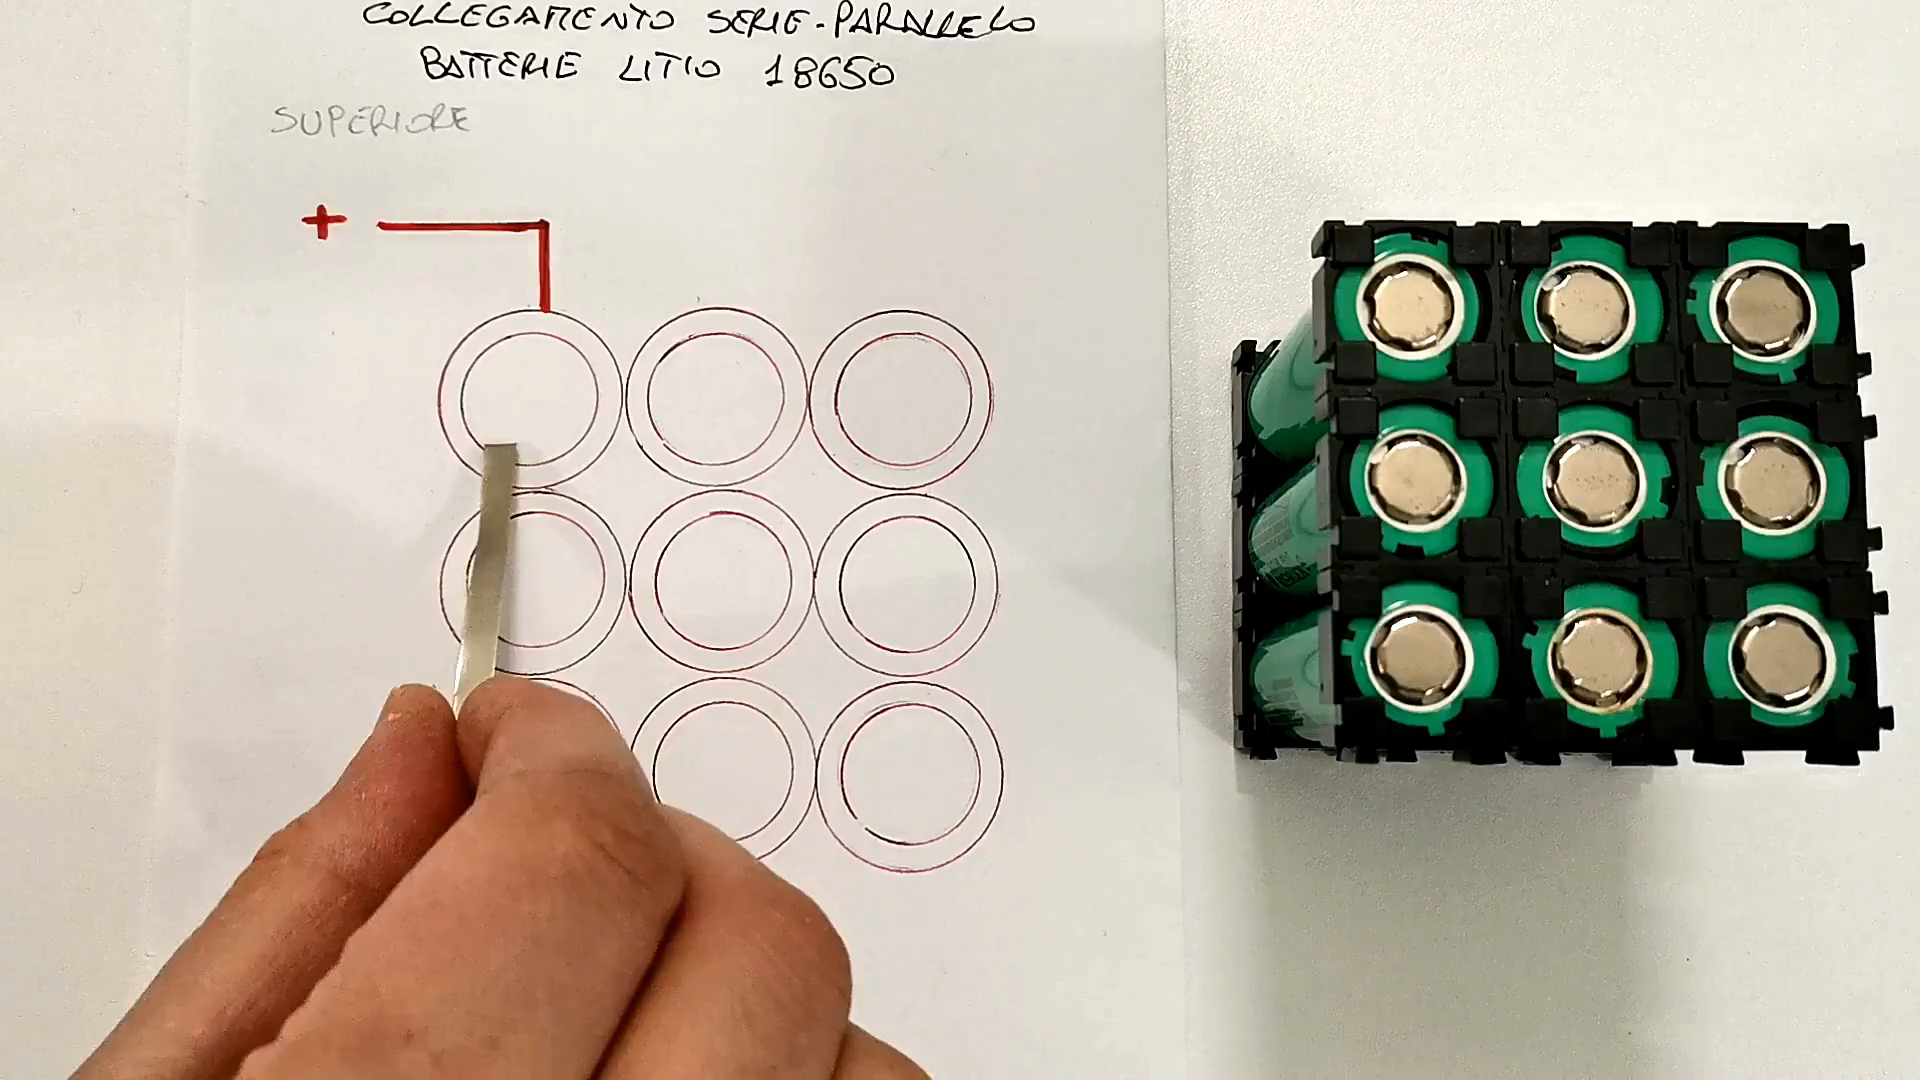 COLLEGAMENTO SERIE-PARALLELO
BATTERIE LITIO 18650
SUPERIORE
+